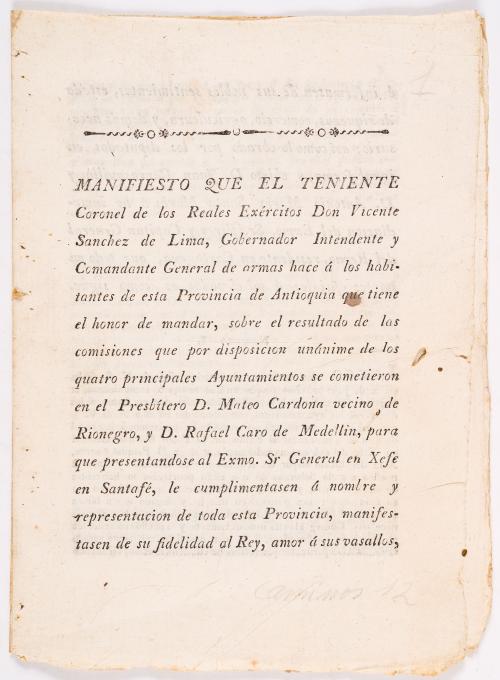 MANIFIESTO QUE EL TENIENTE
Coronel de los Reales Exércitos Don Vicente
Sanchez de Lima, Gobernador Intendente y
Comandante General de armas hace á los habi-
tantes de esta Provincia de Antioquia que tiene
el honor de mandar, sobre el resultado de las
comisiones que por disposicion unánime de los
quatro principales Ayuntamientos se cometieron
en el Presbítero D. Mateo Cardona vecino de
Rionegro, y D. Rafael Caro de Medellin, para
que presentandose al Exmo. Sr General en Xefe
en Santafé, le cumplimentasen á nombre y
representacion de toda esta Provincia, manifes-
tasen de su fidelidad al Rey, amor á sus vasallos,